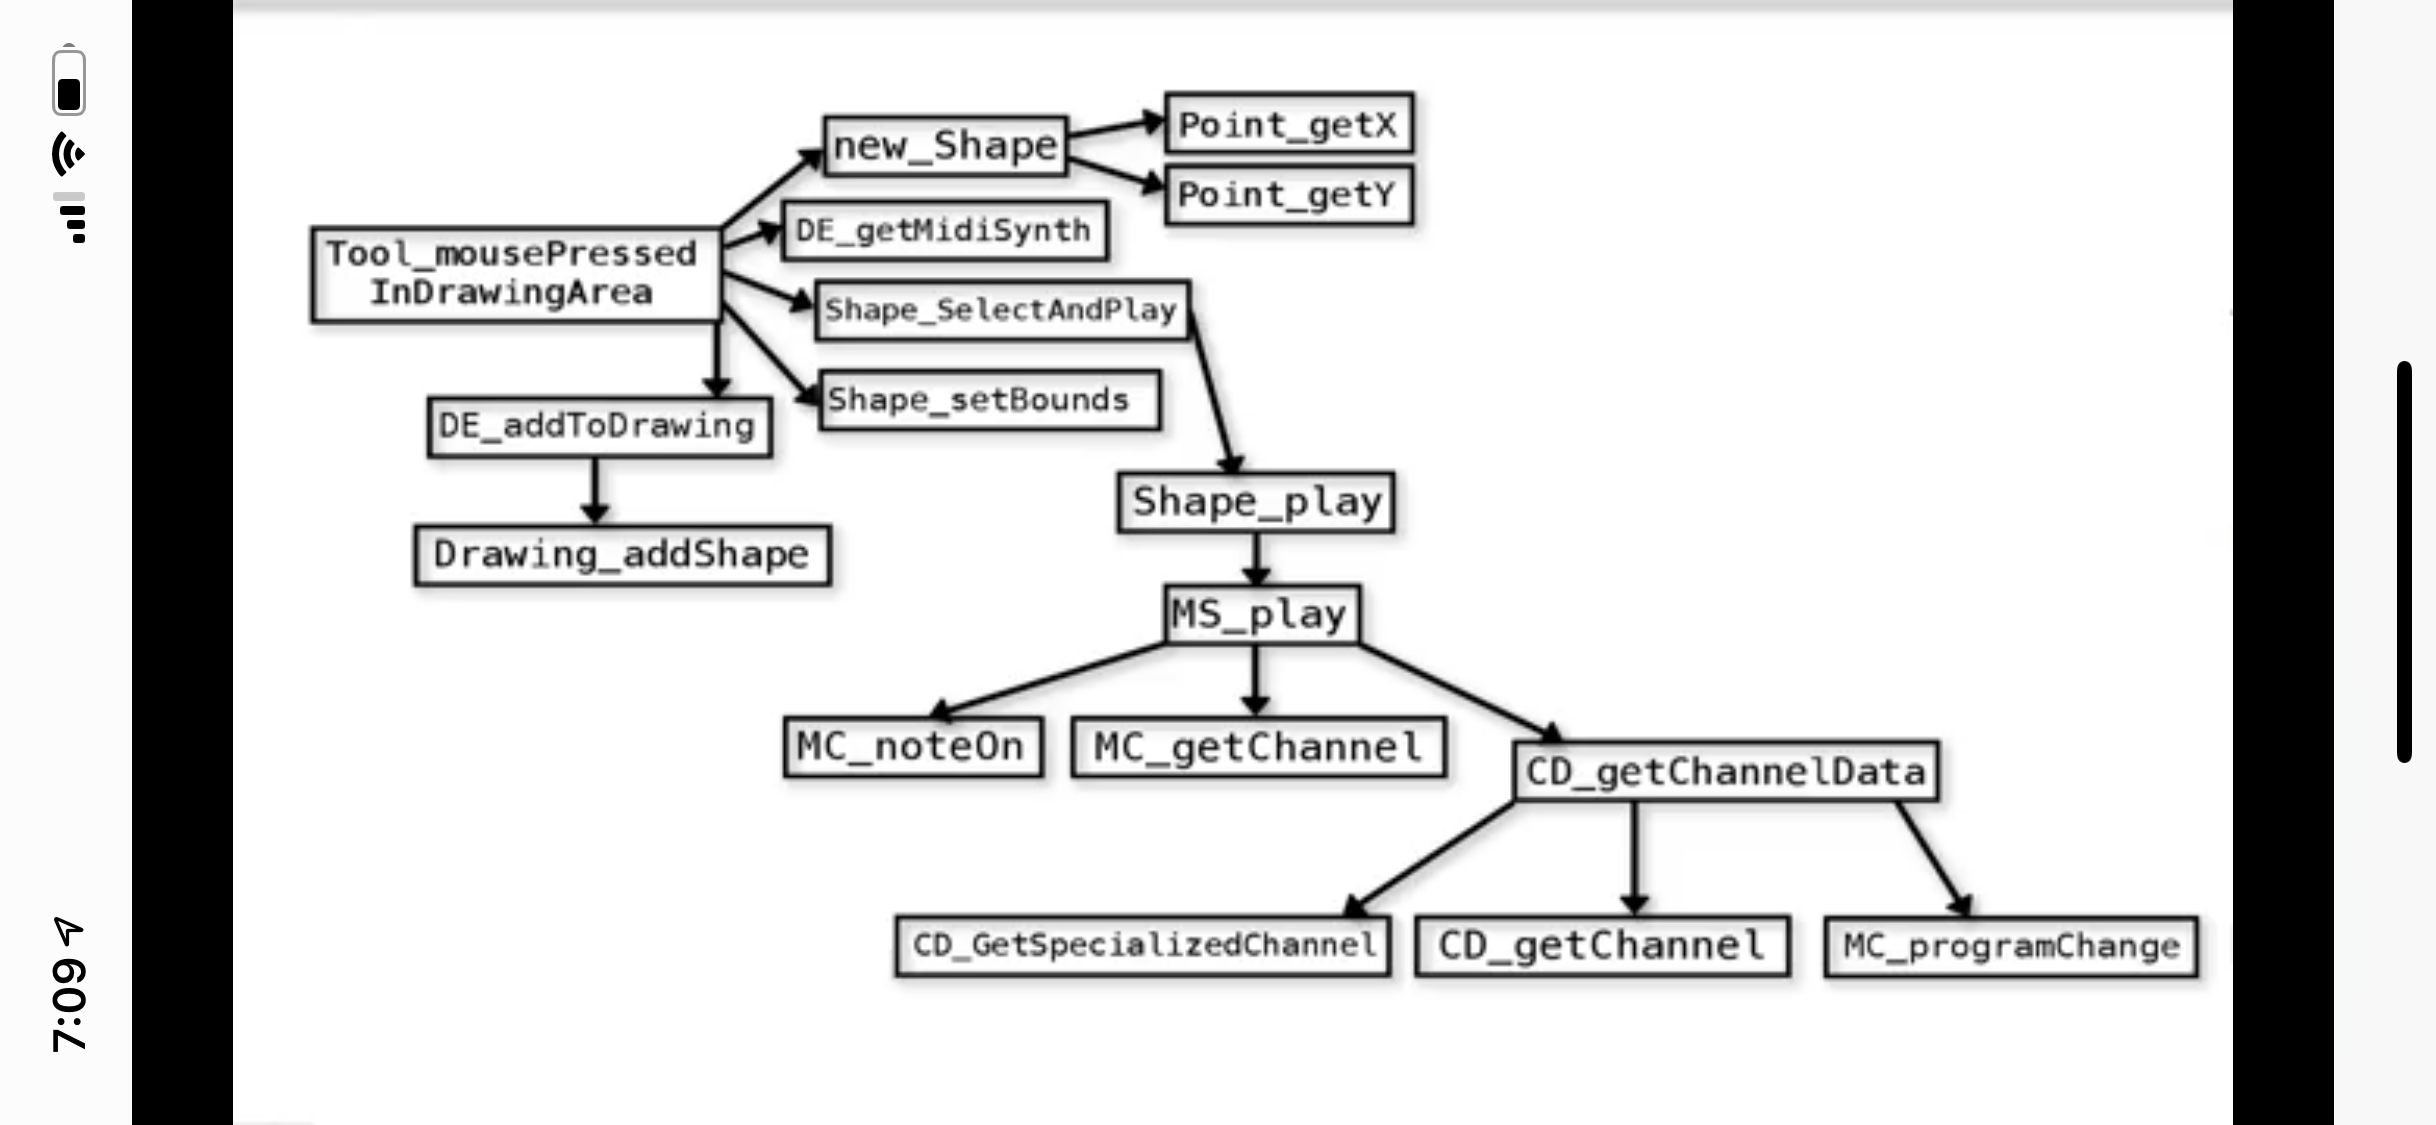 7:09
new_Shape
Point_getX
Point_getY
DE_getMidiSynth
Tool_mousePressed
InDrawingArea
Shape_SelectAndPlay
Shape_setBounds
DE_addToDrawing
Drawing_addShape
Shape_play
MS_play
MC_noteOn
MC_getChannel
CD_getChannelData
CD_GetSpecializedChannel
CD_getChannel
MC_programChange